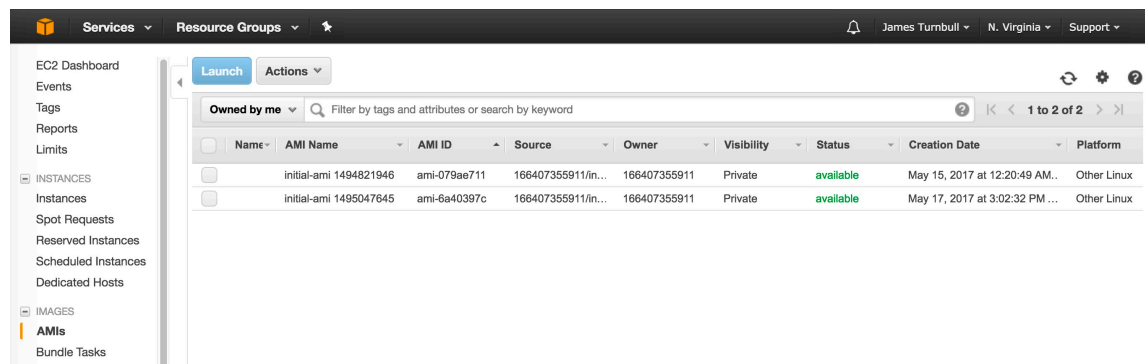 Services Resource Groups James Turnbull N. Virginia Support
EC2 Dashboard
Events
Tags
Reports
Limits
INSTANCES
Instances
Spot Requests
Reserved Instances
Scheduled Instances
Dedicated Hosts
IMAGES
AMIs
Bundle Tasks
Launch Actions
Owned by me Filter by tags and attributes or search by keyword 1 to 2 of 2
Name AMI Name AMI ID Source Owner Visibility Status Creation Date Platform
initial-ami 1494821946 ami-079ae711 166407355911/in... 166407355911 Private available May 15, 2017 at 12:20:49 AM.. Other Linux
initial-ami 1495047645 ami-6a40397c 166407355911/in... 166407355911 Private available May 17, 2017 at 3:02:32 PM ... Other Linux